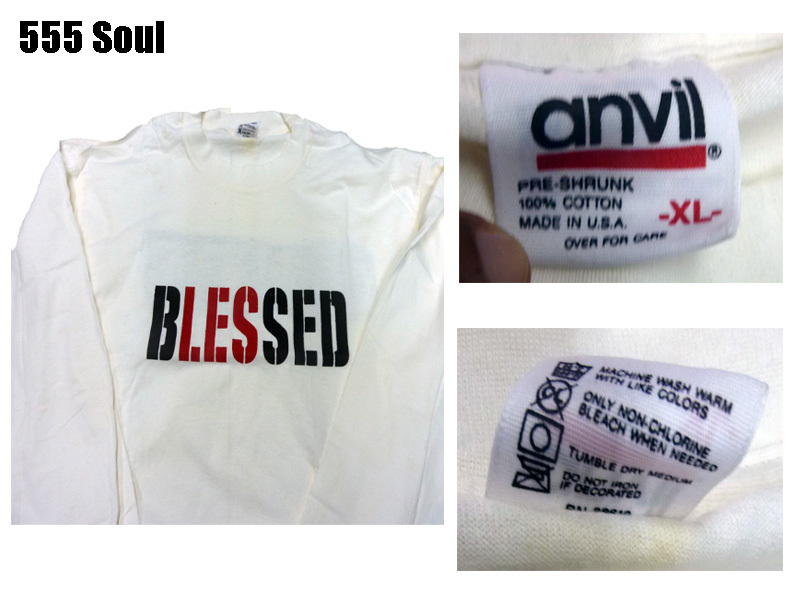 555 Soul
BLESSED
anvil
®
PRE-SHRUNK
100% COTTON
MADE IN U.S.A.
-XL-
OVER FOR CARE
MACHINE WASH WARM
WITH LIKE COLORS
ONLY NON-CHLORINE
BLEACH WHEN NEEDED
TUMBLE DRY MEDIUM
DO NOT IRON
IF DECORATED